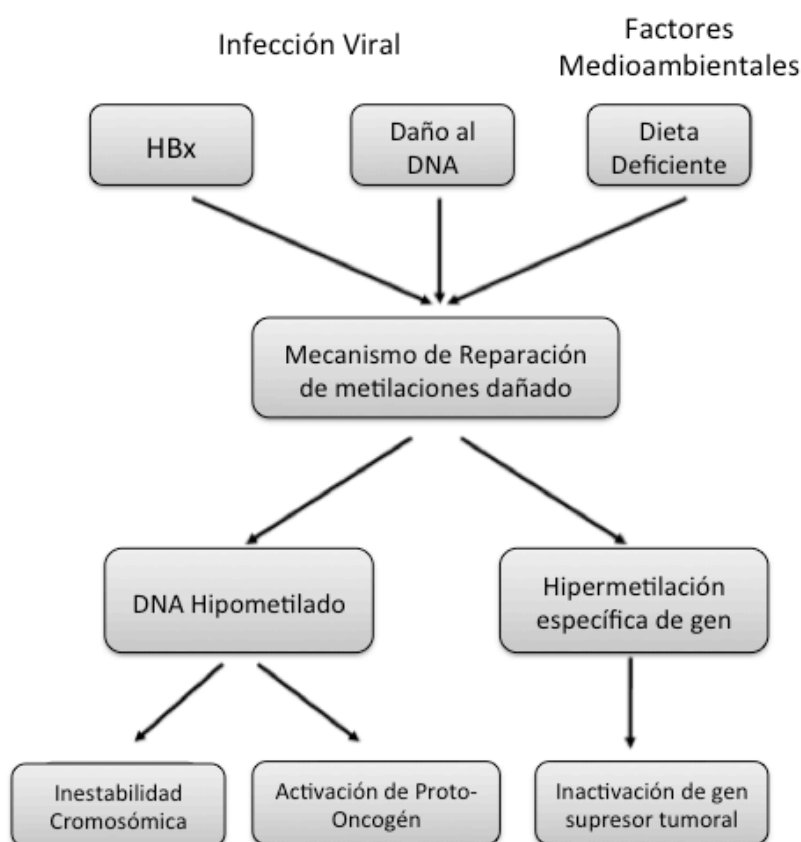 Infección Viral
Factores
Medioambientales
HBx
Daño al
DNA
Dieta
Deficiente
Mecanismo de Reparación
de metilaciones dañado
DNA Hipometilado
Hipermetilación
específica de gen
Inestabilidad
Cromosómica
Activación de Proto-
Oncogén
Inactivación de gen
supresor tumoral